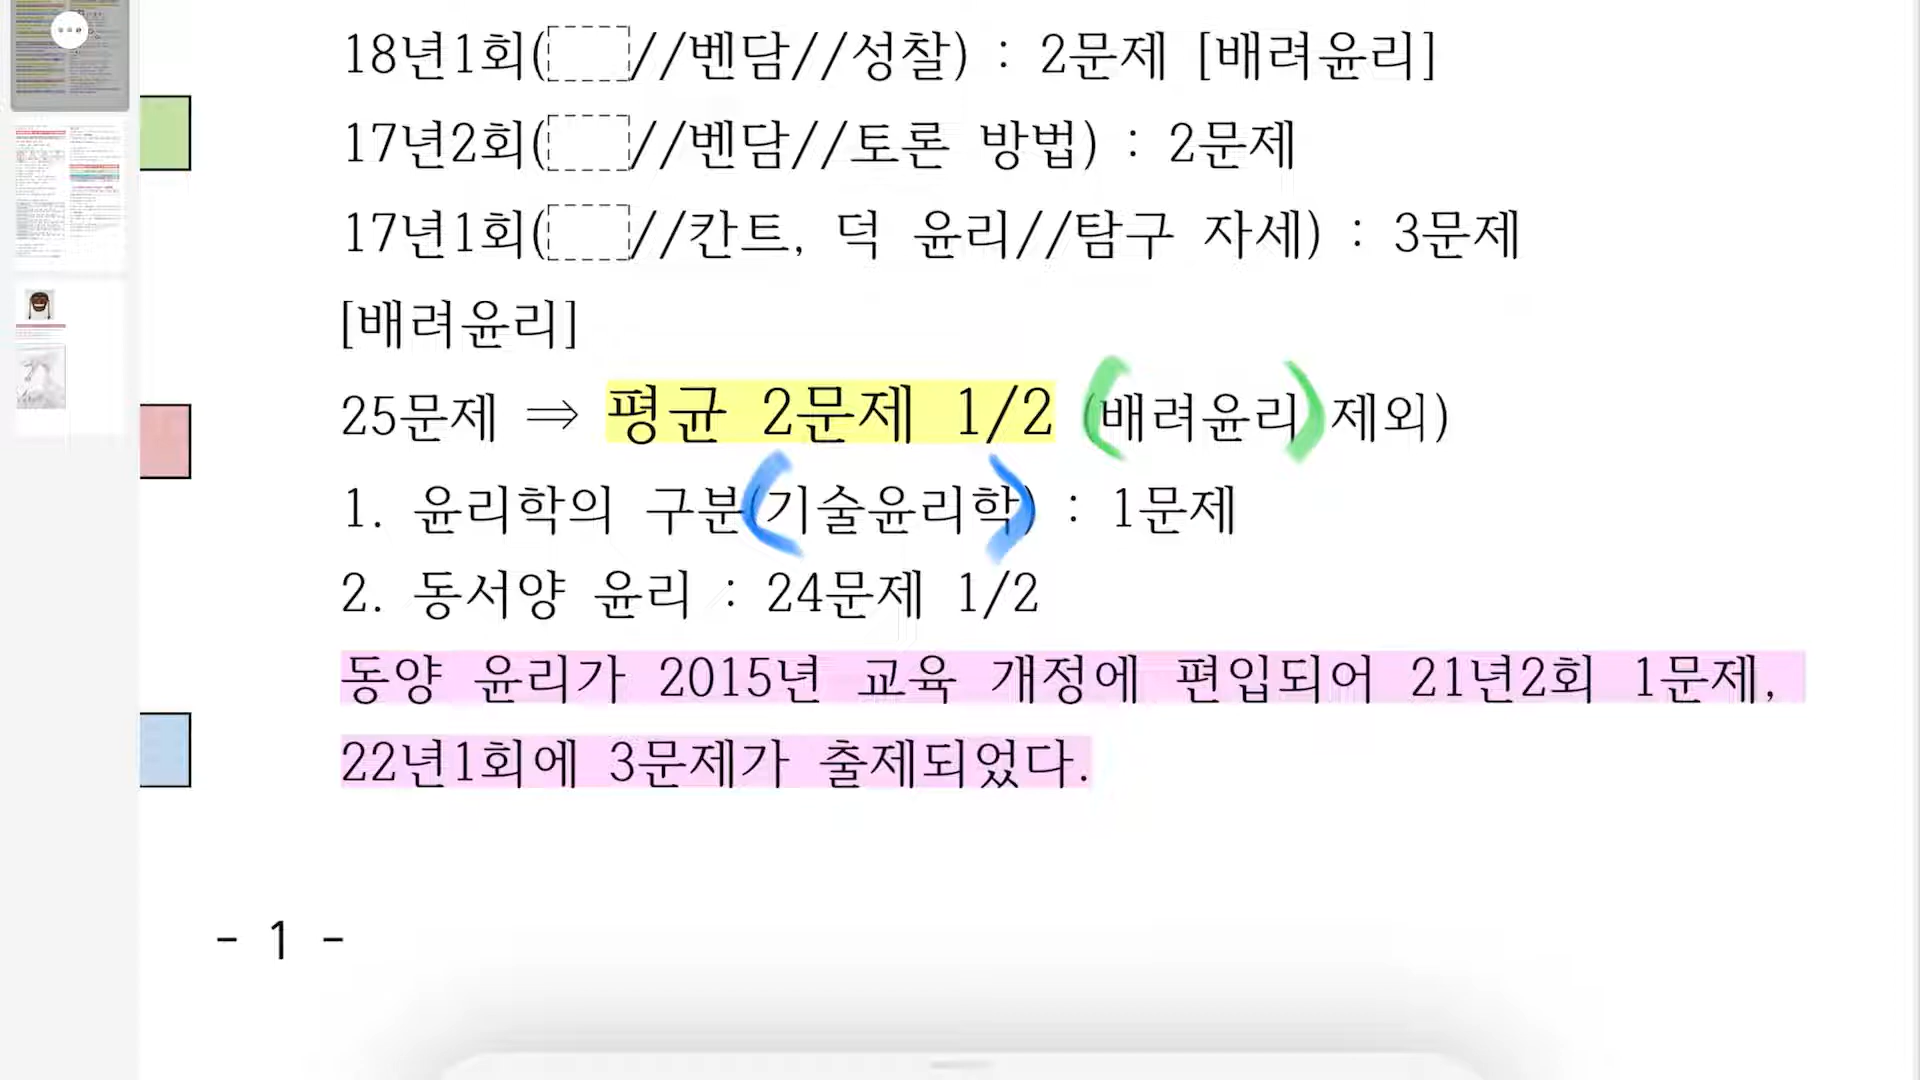 18년1회( //벤담//성찰) : 2문제 [배려윤리]
17년2회( //벤담//토론 방법) : 2문제
17년1회( //칸트, 덕 윤리//탐구 자세) : 3문제
[배려윤리]
25문제 ⇒ 평균 2문제 1/2 (배려윤리 제외)
1. 윤리학의 구분(기술윤리학) : 1문제
2. 동서양 윤리 : 24문제 1/2
동양 윤리가 2015년 교육 개정에 편입되어 21년2회 1문제,
22년1회에 3문제가 출제되었다.
- 1 -